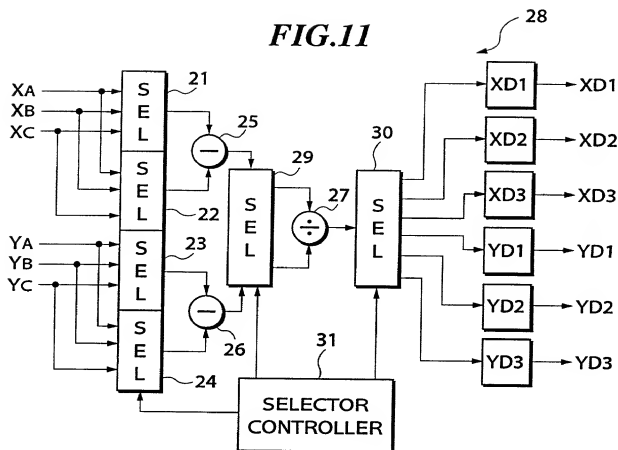 FIG.11
28
XA
XB
XC
SEL
21
SEL
22
25
YA
YB
YC
SEL
23
SEL
24
26
29
SEL
27
÷
30
SEL
31
SELECTOR
CONTROLLER
XD1 XD1
XD2 XD2
XD3 XD3
YD1 YD1
YD2 YD2
YD3 YD3